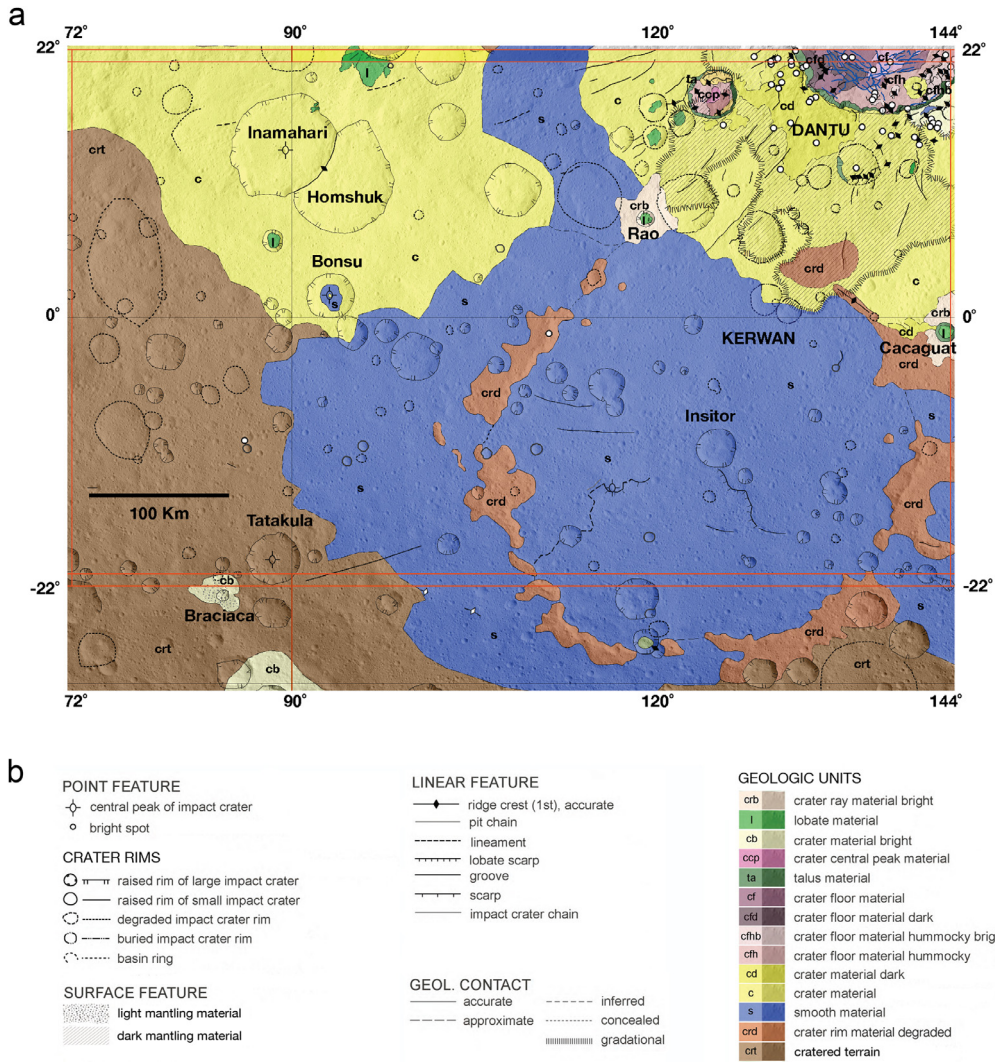 a
72° 90° 120° 144°
22° 22°
l
ta
ccp
cfd
cf
cfh
cfhb
cd
c
s
DANTU
Inamahari
crt
c
Homshuk
crb
l
Rao
l
c
crd
Bonsu
s
s
c
crb
0° 0°
KERWAN
cd
l
Cacaguat
crd
crd
s
s
Insitor
s
crd
crd
s
100 Km
Tatakula
cb
-22° -22°
Braciaca
s
s
crt
crd
crt
cb
72° 90° 120° 144°
b
POINT FEATURE
central peak of impact crater
bright spot
CRATER RIMS
raised rim of large impact crater
raised rim of small impact crater
degraded impact crater rim
buried impact crater rim
basin ring
SURFACE FEATURE
light mantling material
dark mantling material
LINEAR FEATURE
ridge crest (1st), accurate
pit chain
lineament
lobate scarp
groove
scarp
impact crater chain
GEOL. CONTACT
accurate
approximate
inferred
concealed
gradational
GEOLOGIC UNITS
crb crater ray material bright
l lobate material
cb crater material bright
ccp crater central peak material
ta talus material
cf crater floor material
cfd crater floor material dark
cfhb crater floor material hummocky brig
cfh crater floor material hummocky
cd crater material dark
c crater material
s smooth material
crd crater rim material degraded
crt cratered terrain